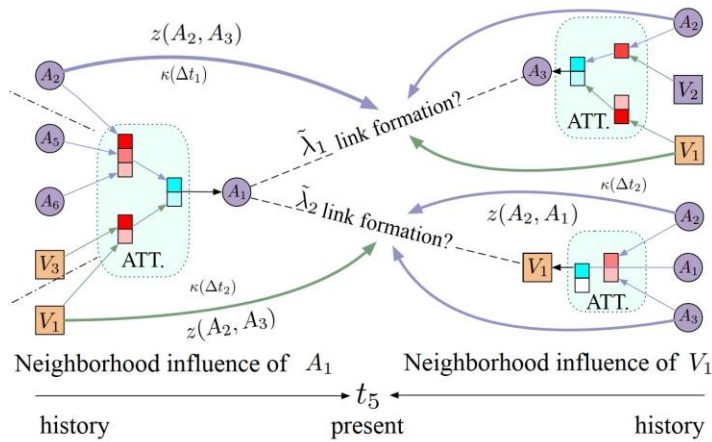 z(A₂, A₃)
κ(Δt₁)
A₂
A₅
A₆
V₃
V₁
ATT.
A₁
κ(Δt₂)
z(A₂, A₃)
λ̃₁ link formation?
λ̃₂ link formation?
A₂
A₃
V₂
ATT.
V₁
κ(Δt₂)
z(A₂, A₁)
A₂
V₁
A₁
ATT.
A₃
Neighborhood influence of A₁
Neighborhood influence of V₁
t₅
history
present
history